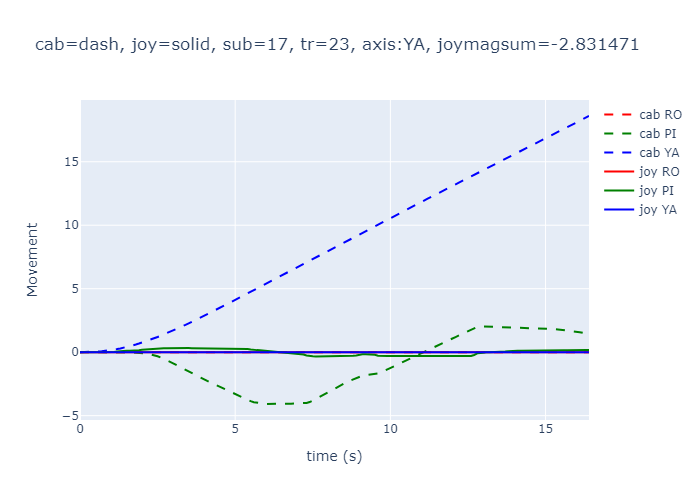 cab=dash, joy=solid, sub=17, tr=23, axis:YA, joymagsum=-2.831471
cab RO
cab PI
cab YA
joy RO
joy PI
joy YA
15
10
5
0
−5
Movement
0
5
10
15
time (s)